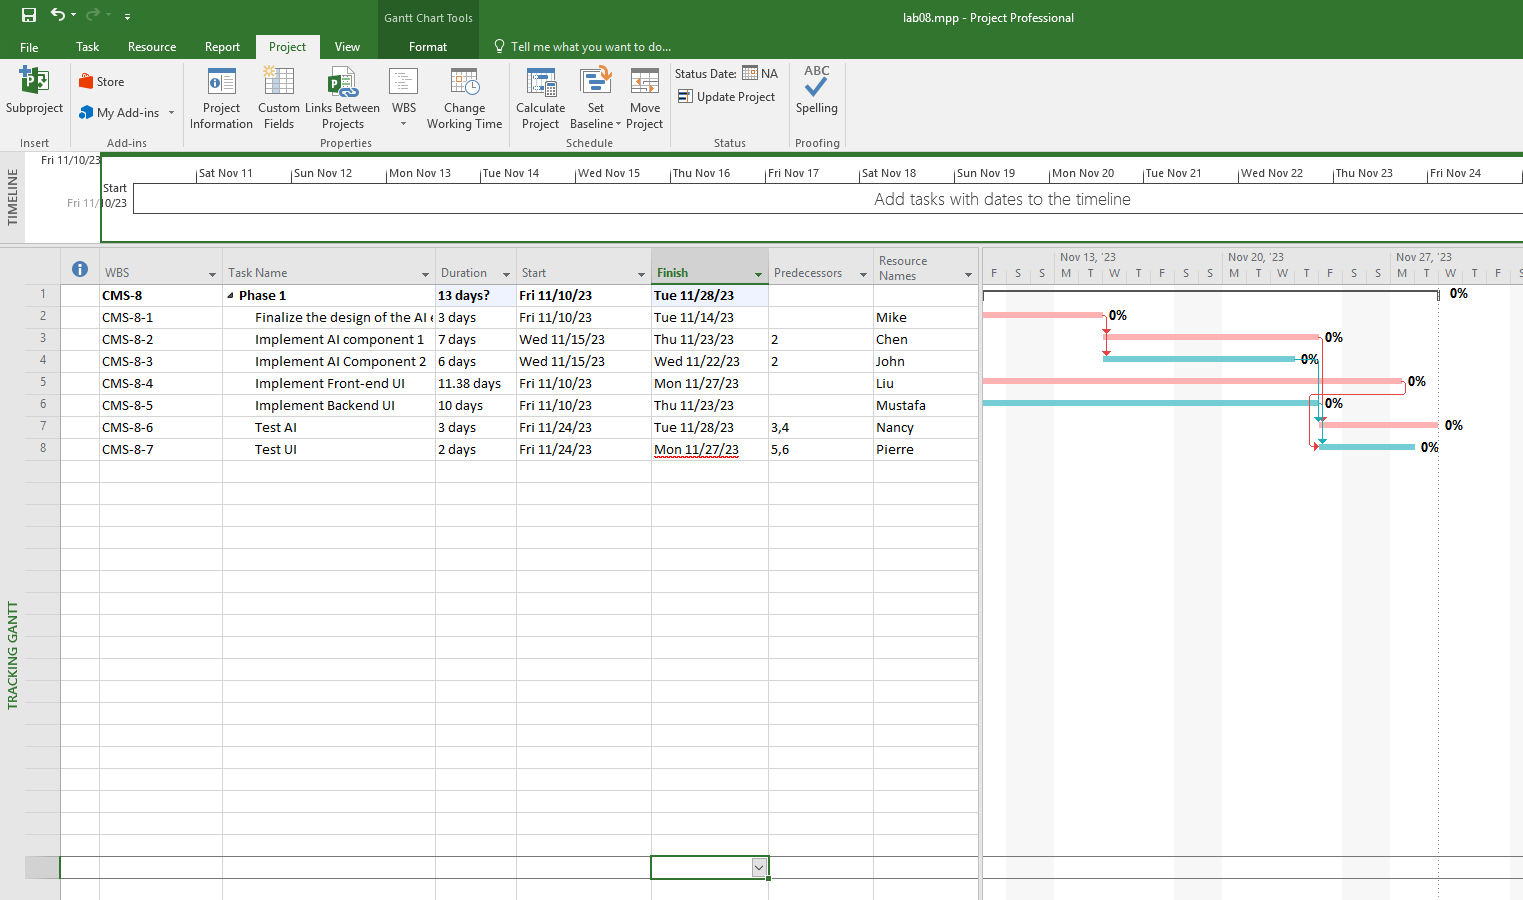 Gantt Chart Tools
lab08.mpp - Project Professional
File Task Resource Report Project View Format Tell me what you want to do...
Subproject
Store
My Add-ins
Project Information
Custom Fields
Links Between Projects
WBS
Change Working Time
Calculate Project
Set Baseline
Move Project
Status Date: NA
Update Project
ABC
Spelling
Insert Add-ins Properties Schedule Status Proofing
TIMELINE
Fri 11/10/23
Sat Nov 11 Sun Nov 12 Mon Nov 13 Tue Nov 14 Wed Nov 15 Thu Nov 16 Fri Nov 17 Sat Nov 18 Sun Nov 19 Mon Nov 20 Tue Nov 21 Wed Nov 22 Thu Nov 23 Fri Nov 24
Start
Fri 11/10/23
Add tasks with dates to the timeline
WBS Task Name Duration Start Finish Predecessors Resource Names
Nov 13, '23 Nov 20, '23 Nov 27, '23
F S S M T W T F S S M T W T F S S M T W T F S
1 CMS-8 Phase 1 13 days? Fri 11/10/23 Tue 11/28/23 0%
2 CMS-8-1 Finalize the design of the AI e 3 days Fri 11/10/23 Tue 11/14/23 Mike 0%
3 CMS-8-2 Implement AI component 1 7 days Wed 11/15/23 Thu 11/23/23 2 Chen 0%
4 CMS-8-3 Implement AI Component 2 6 days Wed 11/15/23 Wed 11/22/23 2 John 0%
5 CMS-8-4 Implement Front-end UI 11.38 days Fri 11/10/23 Mon 11/27/23 Liu 0%
6 CMS-8-5 Implement Backend UI 10 days Fri 11/10/23 Thu 11/23/23 Mustafa 0%
7 CMS-8-6 Test AI 3 days Fri 11/24/23 Tue 11/28/23 3,4 Nancy 0%
8 CMS-8-7 Test UI 2 days Fri 11/24/23 Mon 11/27/23 5,6 Pierre 0%
TRACKING GANTT